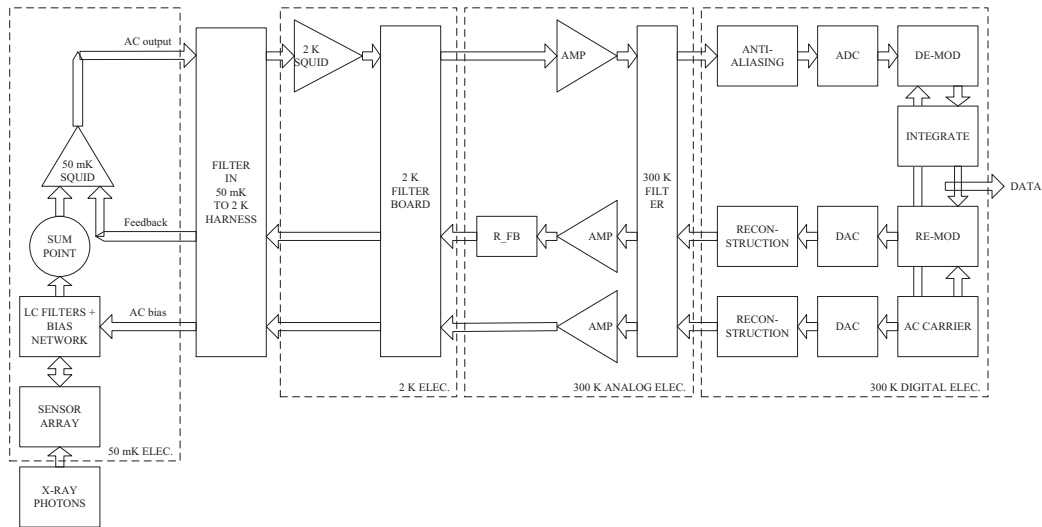 AC output
2 K
SQUID
AMP
ANTI-
ALIASING
ADC
DE-MOD
INTEGRATE
50 mK
SQUID
FILTER
IN
50 mK
TO 2 K
HARNESS
2 K
FILTER
BOARD
300 K
FILT
ER
DATA
Feedback
SUM
POINT
R_FB
AMP
RECON-
STRUCTION
DAC
RE-MOD
LC FILTERS +
BIAS
NETWORK
AC bias
AMP
RECON-
STRUCTION
DAC
AC CARRIER
2 K ELEC.
300 K ANALOG ELEC.
300 K DIGITAL ELEC.
SENSOR
ARRAY
50 mK ELEC.
X-RAY
PHOTONS